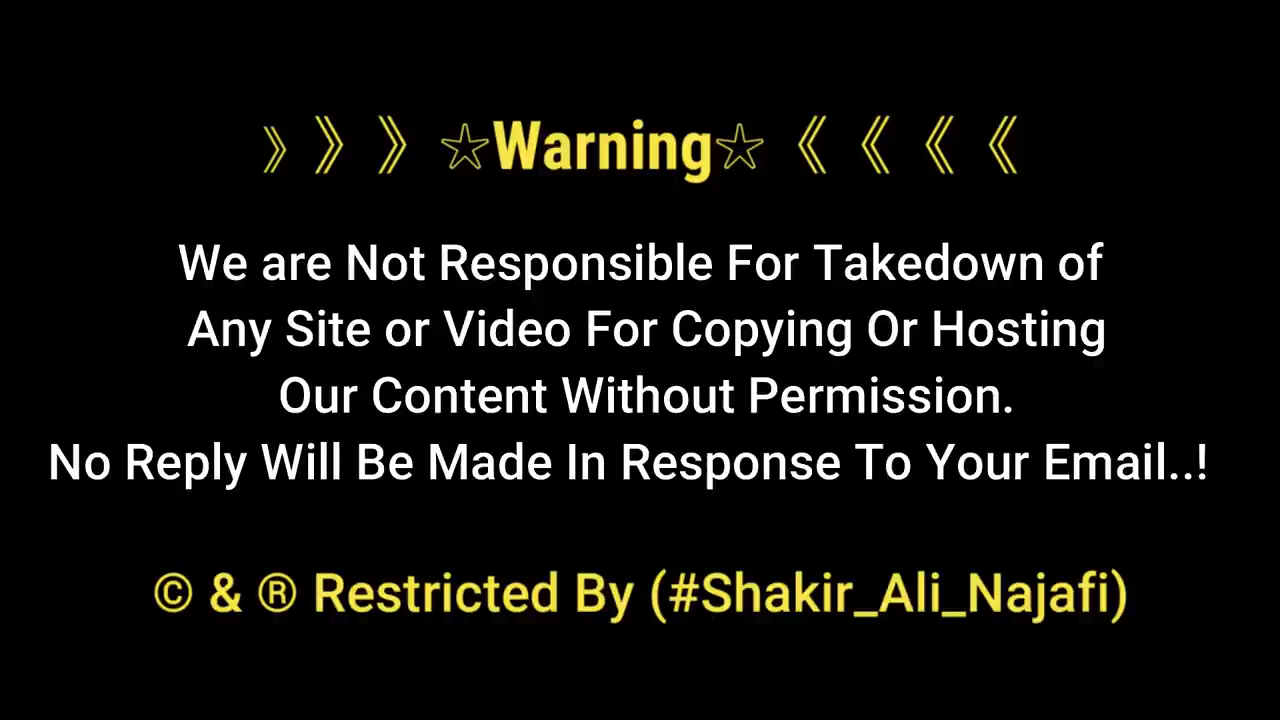 》》》☆Warning☆《《《《
We are Not Responsible For Takedown of
Any Site or Video For Copying Or Hosting
Our Content Without Permission.
No Reply Will Be Made In Response To Your Email..!
© & ® Restricted By (#Shakir_Ali_Najafi)